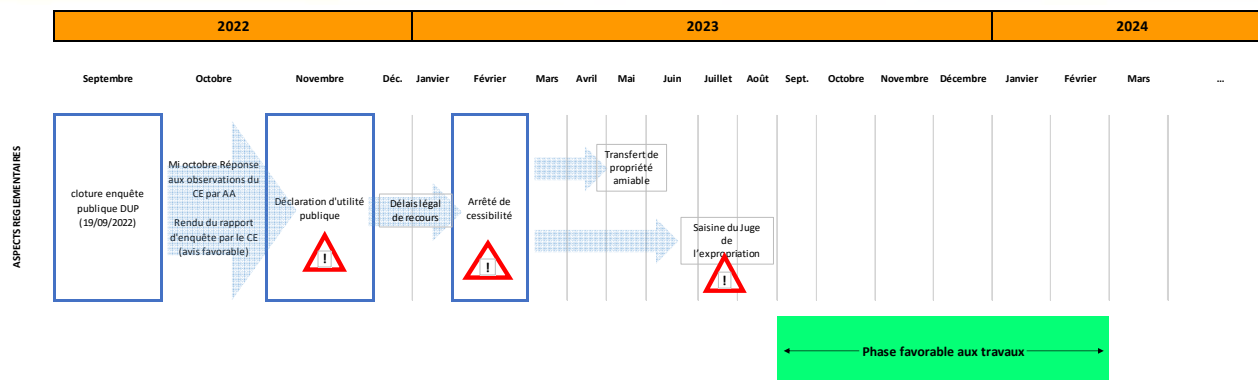 2022
2023
2024
Septembre
Octobre
Novembre
Déc.
Janvier
Février
Mars
Avril
Mai
Juin
Juillet
Août
Sept.
Octobre
Novembre
Décembre
Janvier
Février
Mars
...
ASPECTS REGLEMENTAIRES
cloture enquête
publique DUP
(19/09/2022)
Mi octobre Réponse
aux observations du
CE par AA
Rendu du rapport
d'enquête par le CE
(avis favorable)
Déclaration d'utilité
publique
!
Délais légal
de recours
Arrêté de
cessibilité
!
Transfert de
propriété
amiable
Saisine du Juge
de
l'expropriation
!
Phase favorable aux travaux